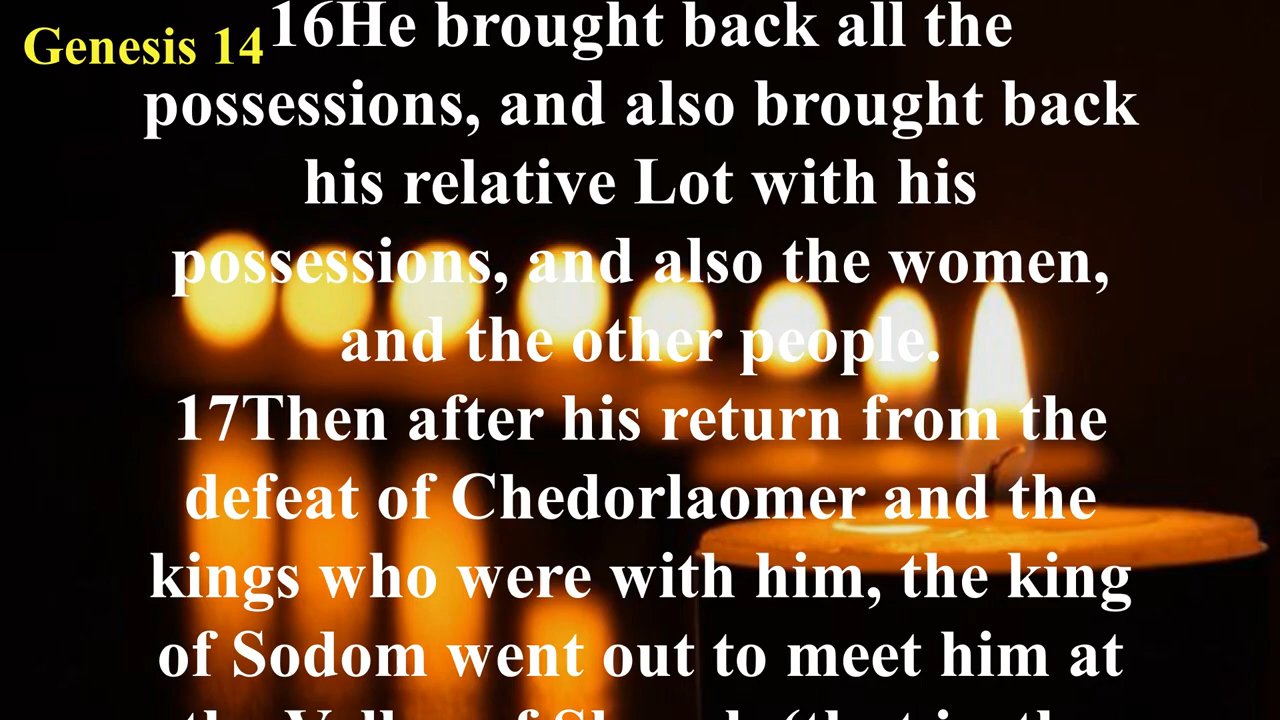 Genesis 14
16He brought back all the
possessions, and also brought back
his relative Lot with his
possessions, and also the women,
and the other people.
17Then after his return from the
defeat of Chedorlaomer and the
kings who were with him, the king
of Sodom went out to meet him at